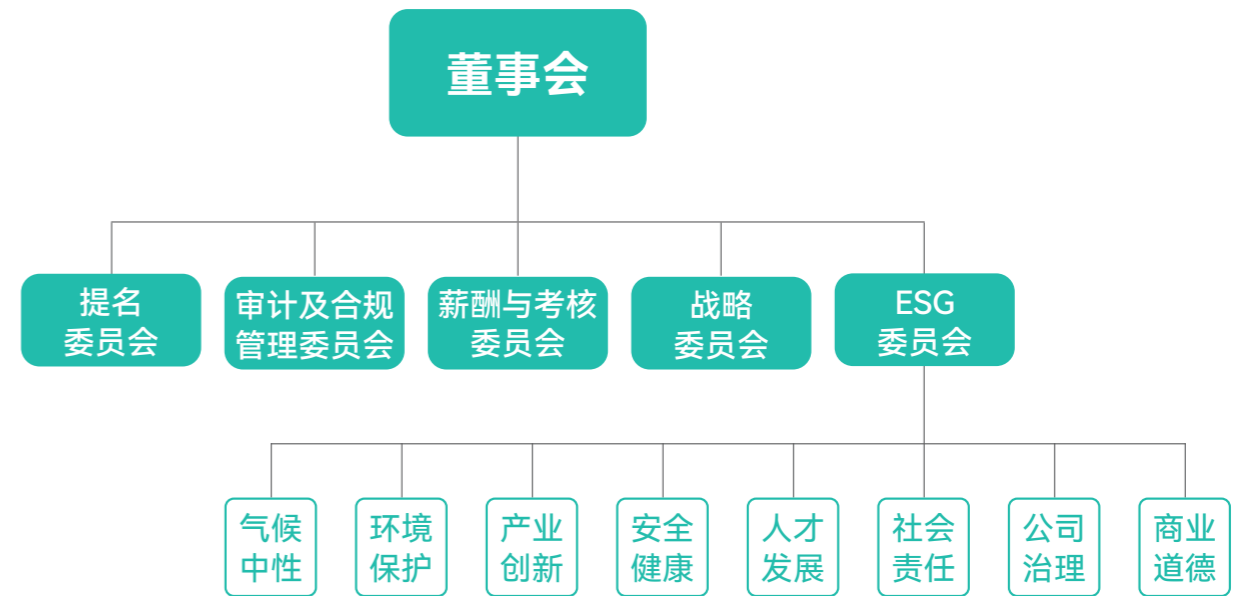 董事会
提名
委员会
审计及合规
管理委员会
薪酬与考核
委员会
战略
委员会
ESG
委员会
气候
中性
环境
保护
产业
创新
安全
健康
人才
发展
社会
责任
公司
治理
商业
道德